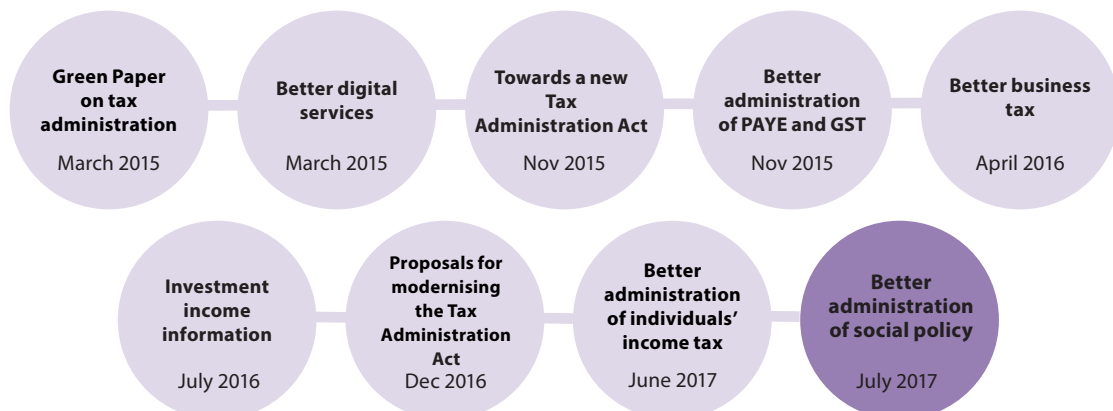 Green Paper
on tax
administration
March 2015
Better digital
services
March 2015
Towards a new
Tax
Administration Act
Nov 2015
Better
administration
of PAYE and GST
Nov 2015
Better business
tax
April 2016
Investment
income
information
July 2016
Proposals for
modernising
the Tax
Administration
Act
Dec 2016
Better
administration
of individuals’
income tax
June 2017
Better
administration
of social policy
July 2017